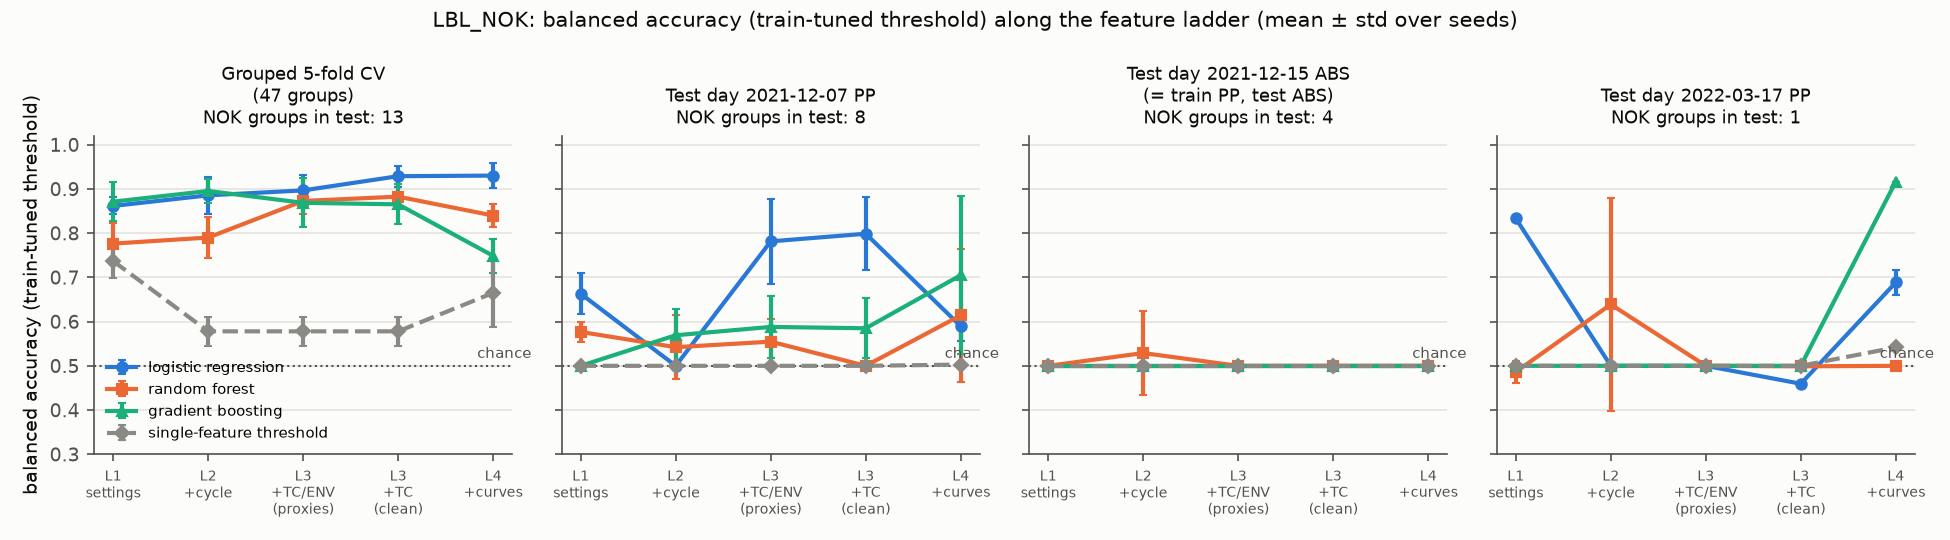 LBL_NOK: balanced accuracy (train-tuned threshold) along the feature ladder (mean ± std over seeds)
balanced accuracy (train-tuned threshold)
Grouped 5-fold CV
(47 groups)
NOK groups in test: 13
1.0
0.9
0.8
0.7
0.6
0.5
0.4
0.3
chance
logistic regression
random forest
gradient boosting
single-feature threshold
L1
settings
L2
+cycle
L3
+TC/ENV
(proxies)
L3
+TC
(clean)
L4
+curves
Test day 2021-12-07 PP
NOK groups in test: 8
chance
L1
settings
L2
+cycle
L3
+TC/ENV
(proxies)
L3
+TC
(clean)
L4
+curves
Test day 2021-12-15 ABS
(= train PP, test ABS)
NOK groups in test: 4
chance
L1
settings
L2
+cycle
L3
+TC/ENV
(proxies)
L3
+TC
(clean)
L4
+curves
Test day 2022-03-17 PP
NOK groups in test: 1
chance
L1
settings
L2
+cycle
L3
+TC/ENV
(proxies)
L3
+TC
(clean)
L4
+curves